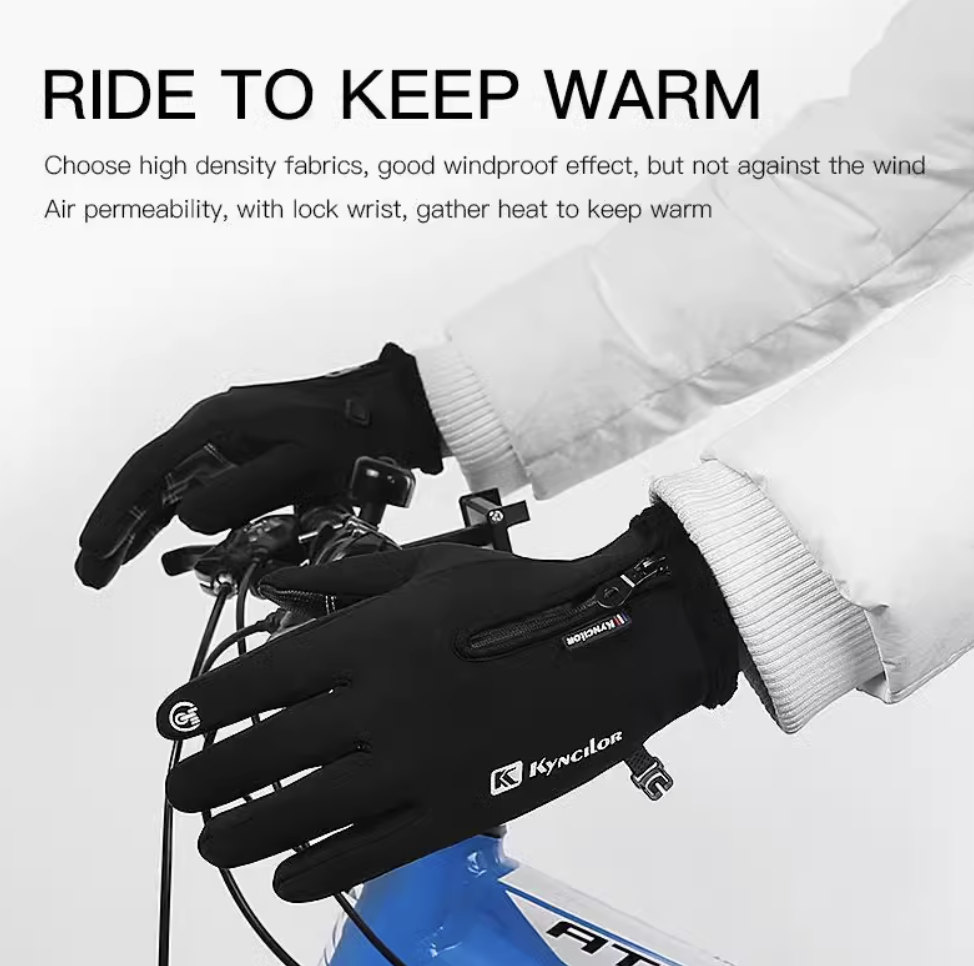 RIDE TO KEEP WARM
Choose high density fabrics, good windproof effect, but not against the wind
Air permeability, with lock wrist, gather heat to keep warm
KYNCILOR
K KYNCILOR
AT